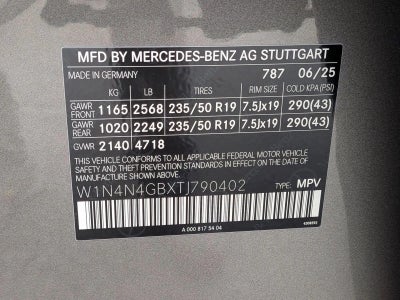 MFD BY MERCEDES-BENZ AG STUTTGART
MADE IN GERMANY 787 06/25
KG LB TIRES RIM SIZE COLD KPA(PSI)
GAWR FRONT 1165 2568 235/50 R19 7.5Jx19 290(43)
GAWR REAR 1020 2249 235/50 R19 7.5Jx19 290(43)
GVWR 2140 4718
THIS VEHICLE CONFORMS TO ALL APPLICABLE FEDERAL MOTOR VEHICLE
SAFETY STANDARDS IN EFFECT ON THE DATE OF MANUFACTURE SHOWN ABOVE.
W1N4N4GBXTJ790402 TYPE: MPV
A 000 817 54 04